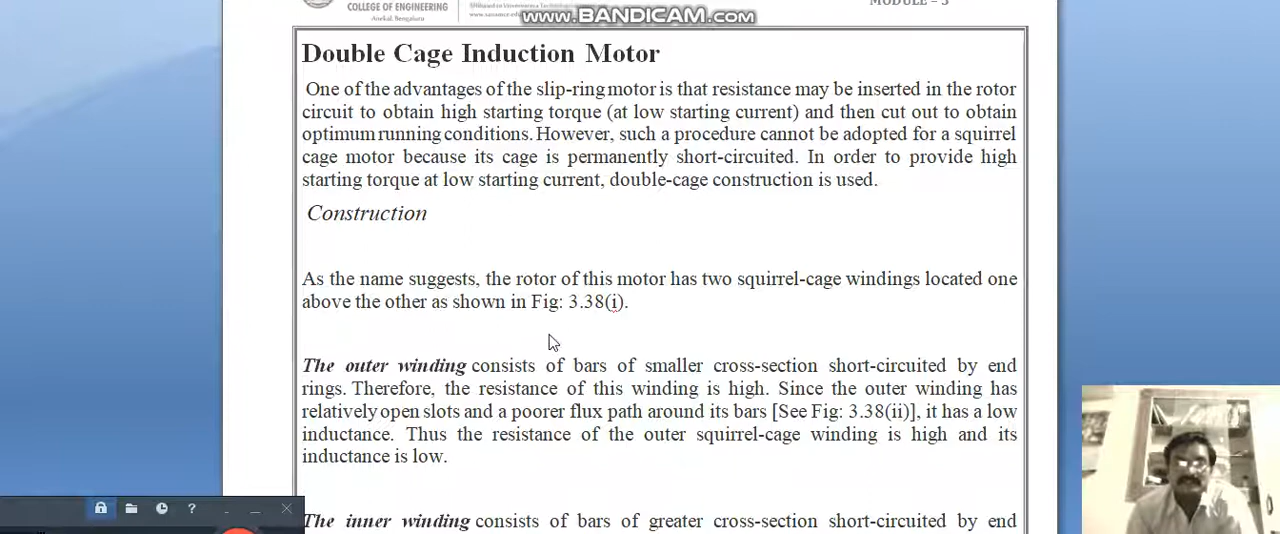 COLLEGE OF ENGINEERING
Anekal, Bengaluru
www.BANDICAM.com
MODULE – 3
Double Cage Induction Motor
One of the advantages of the slip-ring motor is that resistance may be inserted in the rotor
circuit to obtain high starting torque (at low starting current) and then cut out to obtain
optimum running conditions. However, such a procedure cannot be adopted for a squirrel
cage motor because its cage is permanently short-circuited. In order to provide high
starting torque at low starting current, double-cage construction is used.
Construction
As the name suggests, the rotor of this motor has two squirrel-cage windings located one
above the other as shown in Fig: 3.38(i).
The outer winding consists of bars of smaller cross-section short-circuited by end
rings. Therefore, the resistance of this winding is high. Since the outer winding has
relatively open slots and a poorer flux path around its bars [See Fig: 3.38(ii)], it has a low
inductance. Thus the resistance of the outer squirrel-cage winding is high and its
inductance is low.
The inner winding consists of bars of greater cross-section short-circuited by end